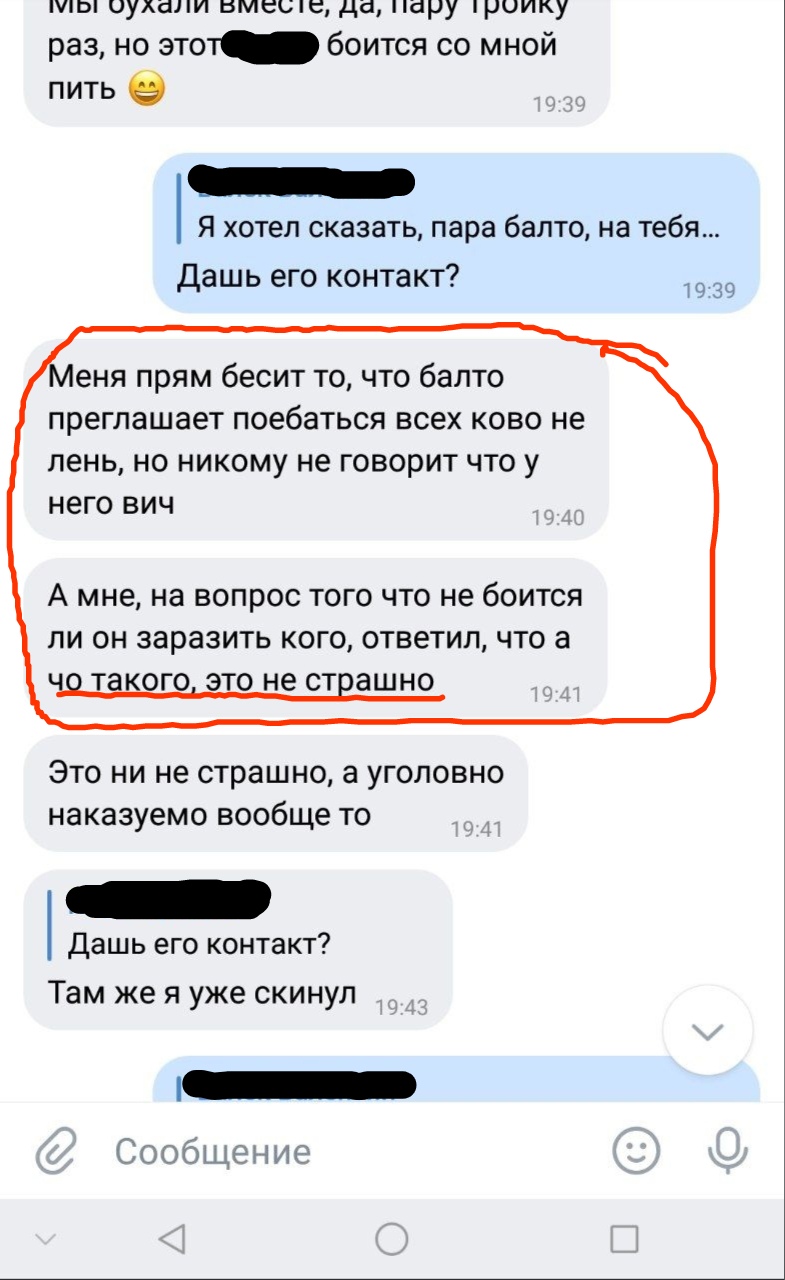 Мы бухали вместе, да, пару тройку
раз, но этот боится со мной
пить 😄
19:39
Я хотел сказать, пара балто, на тебя...
Дашь его контакт?
19:39
Меня прям бесит то, что балто
преглашает поебаться всех ково не
лень, но никому не говорит что у
него вич
19:40
А мне, на вопрос того что не боится
ли он заразить кого, ответил, что а
чо такого, это не страшно
19:41
Это ни не страшно, а уголовно
наказуемо вообще то
19:41
Дашь его контакт?
Там же я уже скинул
19:43
Сообщение